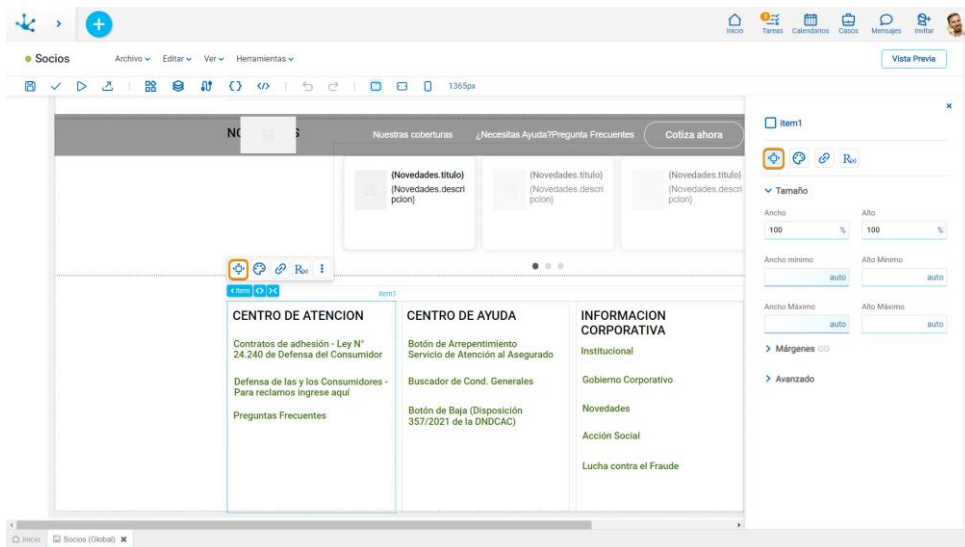 Inicio
3
Tareas
Calendarios
Casos
Mensajes
Invitar
Socios
Archivo
Editar
Ver
Herramientas
Vista Previa
1365px
Nuestras coberturas
¿Necesitas Ayuda?Pregunta Frecuentes
Cotiza ahora
{Novedades.titulo}
{Novedades.descri
pcion}
{Novedades.titulo}
{Novedades.descri
pcion}
{Novedades.titulo}
{Novedades.descri
pcion}
R(x)
Item
item1
CENTRO DE ATENCION
Contratos de adhesión - Ley N°
24.240 de Defensa del Consumidor
Defensa de las y los Consumidores -
Para reclamos ingrese aquí
Preguntas Frecuentes
CENTRO DE AYUDA
Botón de Arrepentimiento
Servicio de Atención al Asegurado
Buscador de Cond. Generales
Botón de Baja (Disposición
357/2021 de la DNDCAC)
INFORMACION
CORPORATIVA
Institucional
Gobierno Corporativo
Novedades
Acción Social
Lucha contra el Fraude
item1
R(x)
Tamaño
Ancho
Alto
100 %
100 %
Ancho mínimo
Alto Mínimo
auto
auto
Ancho Máximo
Alto Máximo
auto
auto
Márgenes
Avanzado
Inicio
Socios (Global)